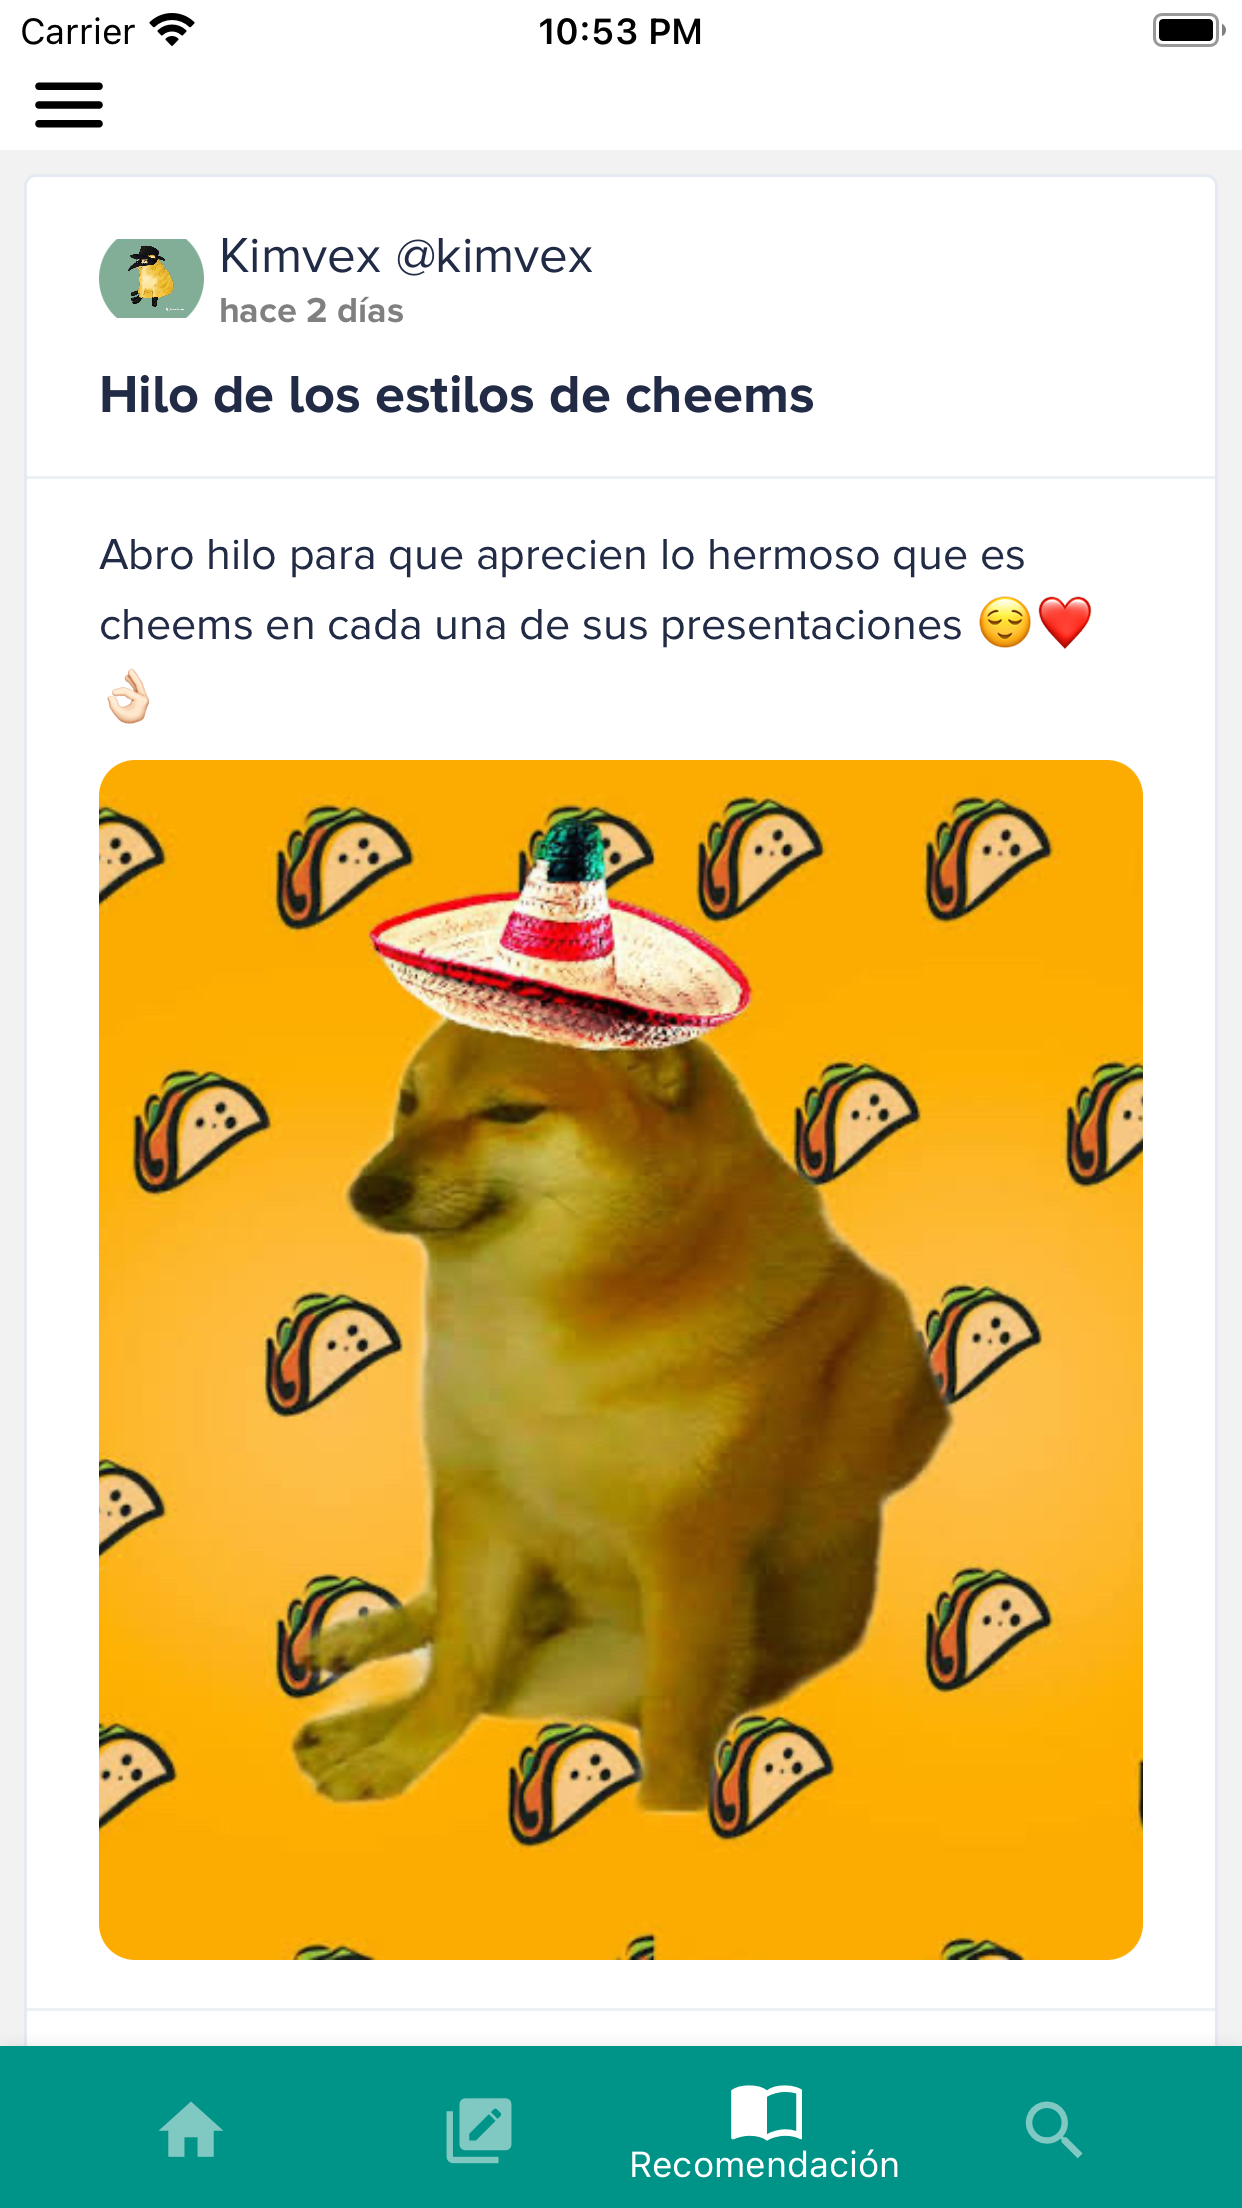 Carrier
10:53 PM
Kimvex @kimvex
hace 2 días
Hilo de los estilos de cheems
Abro hilo para que aprecien lo hermoso que es
cheems en cada una de sus presentaciones 😌❤️
👌🏻
Recomendación